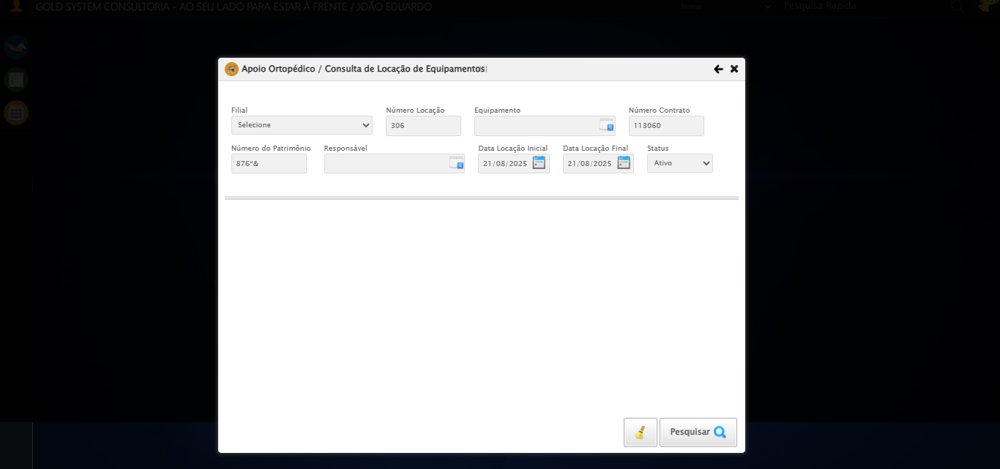 GOLD SYSTEM CONSULTORIA - AO SEU LADO PARA ESTAR À FRENTE / JOÃO EDUARDO
Nome
Pesquisa Rapida
Apoio Ortopédico / Consulta de Locação de Equipamentos
Filial
Número Locação
Equipamento
Número Contrato
Selecione
306
113060
Número do Patrimônio
Responsável
Data Locação Inicial
Data Locação Final
Status
876*&
21/08/2025
21/08/2025
Ativo
Pesquisar